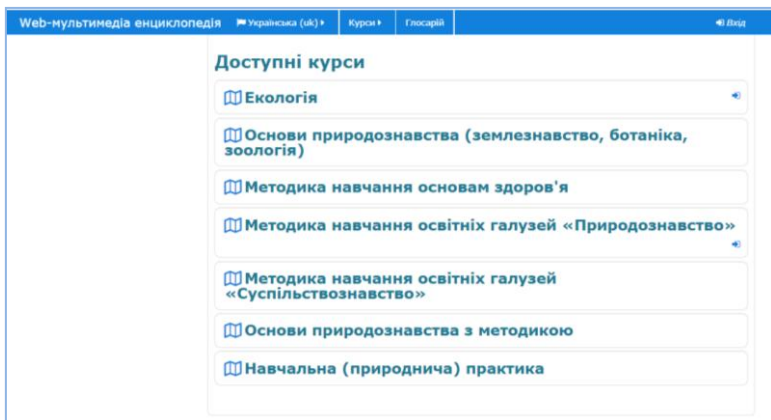 Web-мультимедіа енциклопедія Українська (uk) Курси Глосарій Вхід
Доступні курси
Екологія
Основи природознавства (землезнавство, ботаніка,
зоологія)
Методика навчання основам здоров'я
Методика навчання освітніх галузей «Природознавство»
Методика навчання освітніх галузей
«Суспільствознавство»
Основи природознавства з методикою
Навчальна (природнича) практика